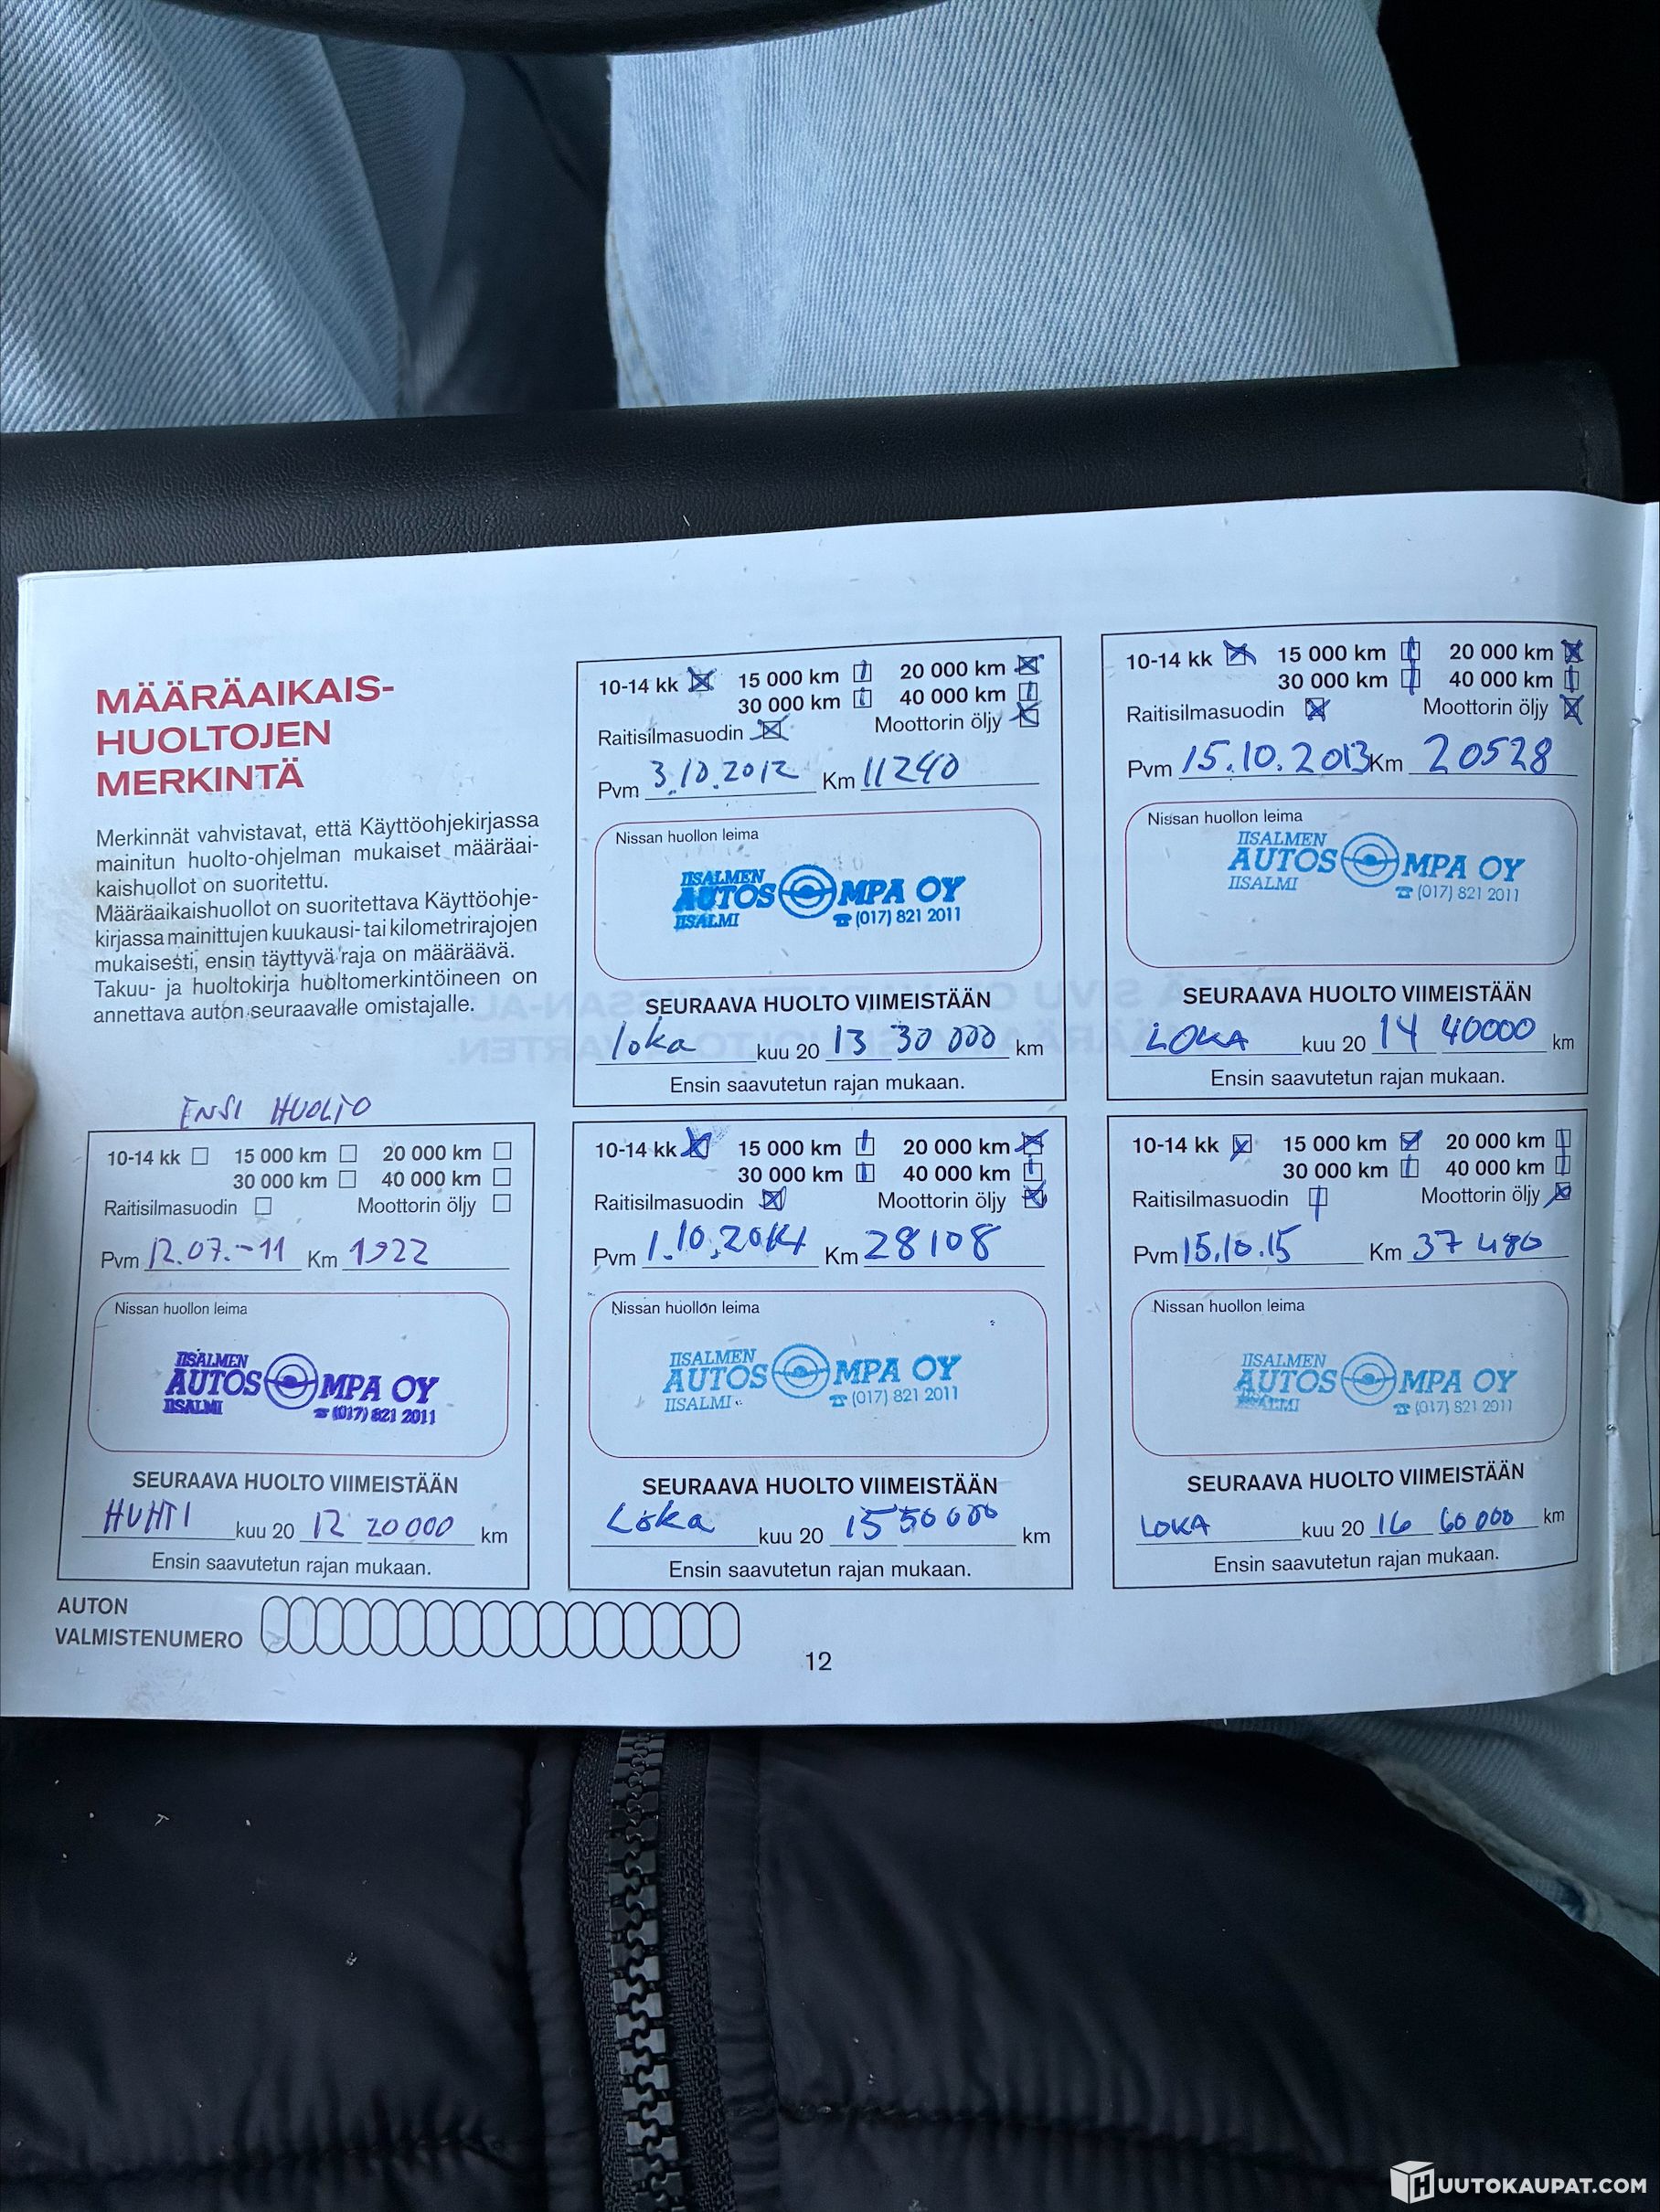 MÄÄRÄAIKAIS-
HUOLTOJEN
MERKINTÄ
Merkinnät vahvistavat, että Käyttöohjekirjassa
mainitun huolto-ohjelman mukaiset määräai-
kaishuollot on suoritettu.
Määräaikaishuollot on suoritettava Käyttöohje-
kirjassa mainittujen kuukausi- tai kilometrirajojen
mukaisesti, ensin täyttyvä raja on määräävä.
Takuu- ja huoltokirja huoltomerkintöineen on
annettava auton seuraavalle omistajalle.
ENSI HUOLTO
10-14 kk 15 000 km 20 000 km
30 000 km 40 000 km
Raitisilmasuodin Moottorin öljy
Pvm 12.07.-11 Km 1922
Nissan huollon leima
IISALMEN
AUTOSOMPA OY
IISALMI ☎ (017) 821 2011
SEURAAVA HUOLTO VIIMEISTÄÄN
HUHTI kuu 20 12 20000 km
Ensin saavutetun rajan mukaan.
10-14 kk 15 000 km 20 000 km
30 000 km 40 000 km
Raitisilmasuodin Moottorin öljy
Pvm 3.10.2012 Km 11240
Nissan huollon leima
IISALMEN
AUTOSOMPA OY
IISALMI ☎ (017) 821 2011
SEURAAVA HUOLTO VIIMEISTÄÄN
loka kuu 20 13 30 000 km
Ensin saavutetun rajan mukaan.
10-14 kk 15 000 km 20 000 km
30 000 km 40 000 km
Raitisilmasuodin Moottorin öljy
Pvm 15.10.2013 Km 20528
Nissan huollon leima
IISALMEN
AUTOSOMPA OY
IISALMI ☎ (017) 821 2011
SEURAAVA HUOLTO VIIMEISTÄÄN
LOKA kuu 20 14 40000 km
Ensin saavutetun rajan mukaan.
10-14 kk 15 000 km 20 000 km
30 000 km 40 000 km
Raitisilmasuodin Moottorin öljy
Pvm 1.10.2014 Km 28108
Nissan huollon leima
IISALMEN
AUTOSOMPA OY
IISALMI ☎ (017) 821 2011
SEURAAVA HUOLTO VIIMEISTÄÄN
Loka kuu 20 15 50000 km
Ensin saavutetun rajan mukaan.
10-14 kk 15 000 km 20 000 km
30 000 km 40 000 km
Raitisilmasuodin Moottorin öljy
Pvm 15.10.15 Km 37480
Nissan huollon leima
IISALMEN
AUTOSOMPA OY
IISALMI ☎ (017) 821 2011
SEURAAVA HUOLTO VIIMEISTÄÄN
LOKA kuu 20 16 60000 km
Ensin saavutetun rajan mukaan.
AUTON
VALMISTENUMERO
12
HUUTOKAUPAT.COM